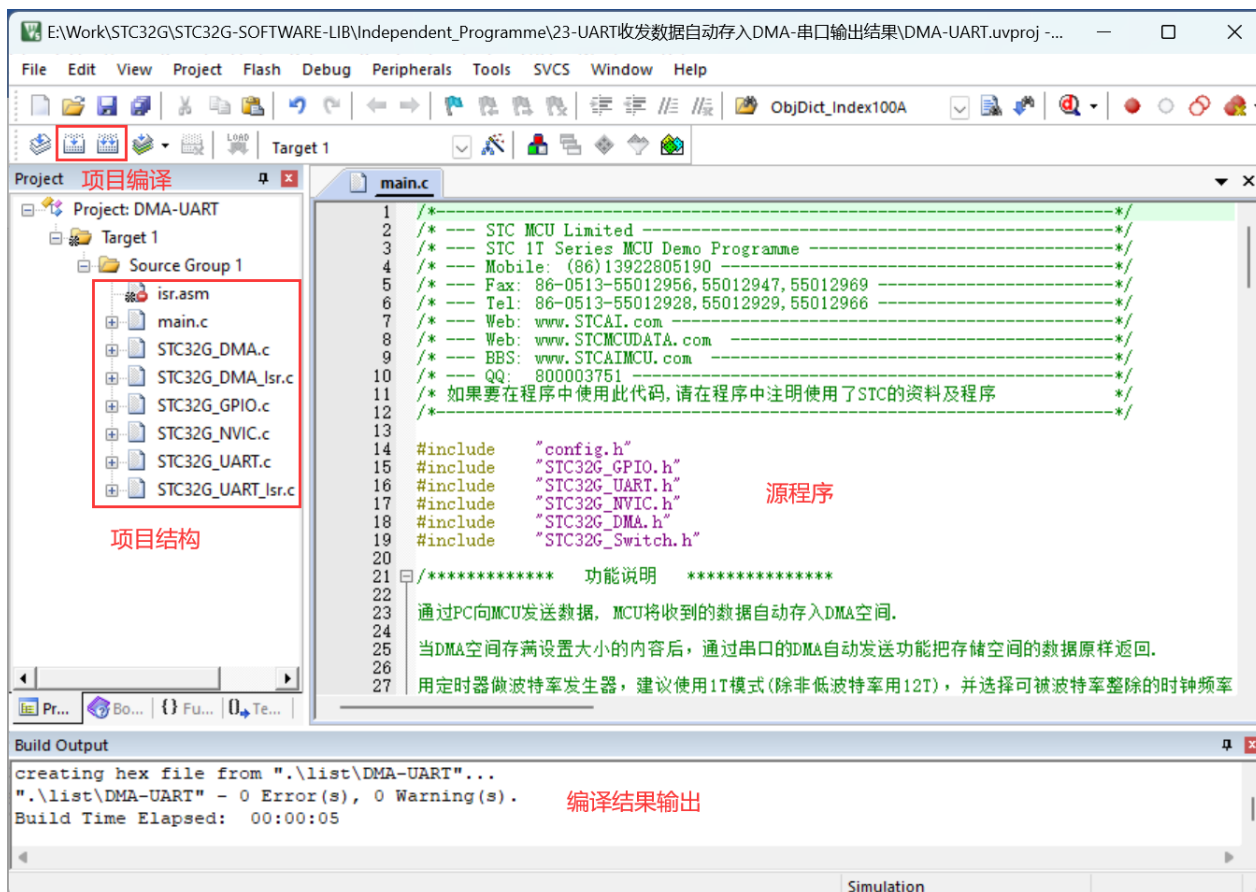 E:\Work\STC32G\STC32G-SOFTWARE-LIB\Independent_Programme\23-UART收发数据自动存入DMA-串口输出结果\DMA-UART.uvproj -...
File Edit View Project Flash Debug Peripherals Tools SVCS Window Help
ObjDict_Index100A
LOAD Target 1
Project 项目编译
main.c
Project: DMA-UART
Target 1
Source Group 1
isr.asm
main.c
STC32G_DMA.c
STC32G_DMA_Isr.c
STC32G_GPIO.c
STC32G_NVIC.c
STC32G_UART.c
STC32G_UART_Isr.c
项目结构
1 /*---------------------------------------------------------------------*/
2 /* --- STC MCU Limited ------------------------------------------------*/
3 /* --- STC 1T Series MCU Demo Programme -------------------------------*/
4 /* --- Mobile: (86)13922805190 ----------------------------------------*/
5 /* --- Fax: 86-0513-55012956,55012947,55012969 ------------------------*/
6 /* --- Tel: 86-0513-55012928,55012929,55012966 ------------------------*/
7 /* --- Web: www.STCAI.com ---------------------------------------------*/
8 /* --- Web: www.STCMCUDATA.com ---------------------------------------*/
9 /* --- BBS: www.STCAIMCU.com -----------------------------------------*/
10 /* --- QQ: 800003751 -------------------------------------------------*/
11 /* 如果要在程序中使用此代码,请在程序中注明使用了STC的资料及程序 */
12 /*---------------------------------------------------------------------*/
13
14 #include "config.h"
15 #include "STC32G_GPIO.h"
16 #include "STC32G_UART.h"
17 #include "STC32G_NVIC.h"
18 #include "STC32G_DMA.h"
19 #include "STC32G_Switch.h"
源程序
20
21 /************* 功能说明 ***************
22
23 通过PC向MCU发送数据, MCU将收到的数据自动存入DMA空间.
24
25 当DMA空间存满设置大小的内容后，通过串口的DMA自动发送功能把存储空间的数据原样返回.
26
27 用定时器做波特率发生器，建议使用1T模式(除非低波特率用12T)，并选择可被波特率整除的时钟频率
Pr... Bo... {} Fu... Te...
Build Output
creating hex file from ".\list\DMA-UART"...
".\list\DMA-UART" - 0 Error(s), 0 Warning(s).
Build Time Elapsed: 00:00:05
编译结果输出
Simulation